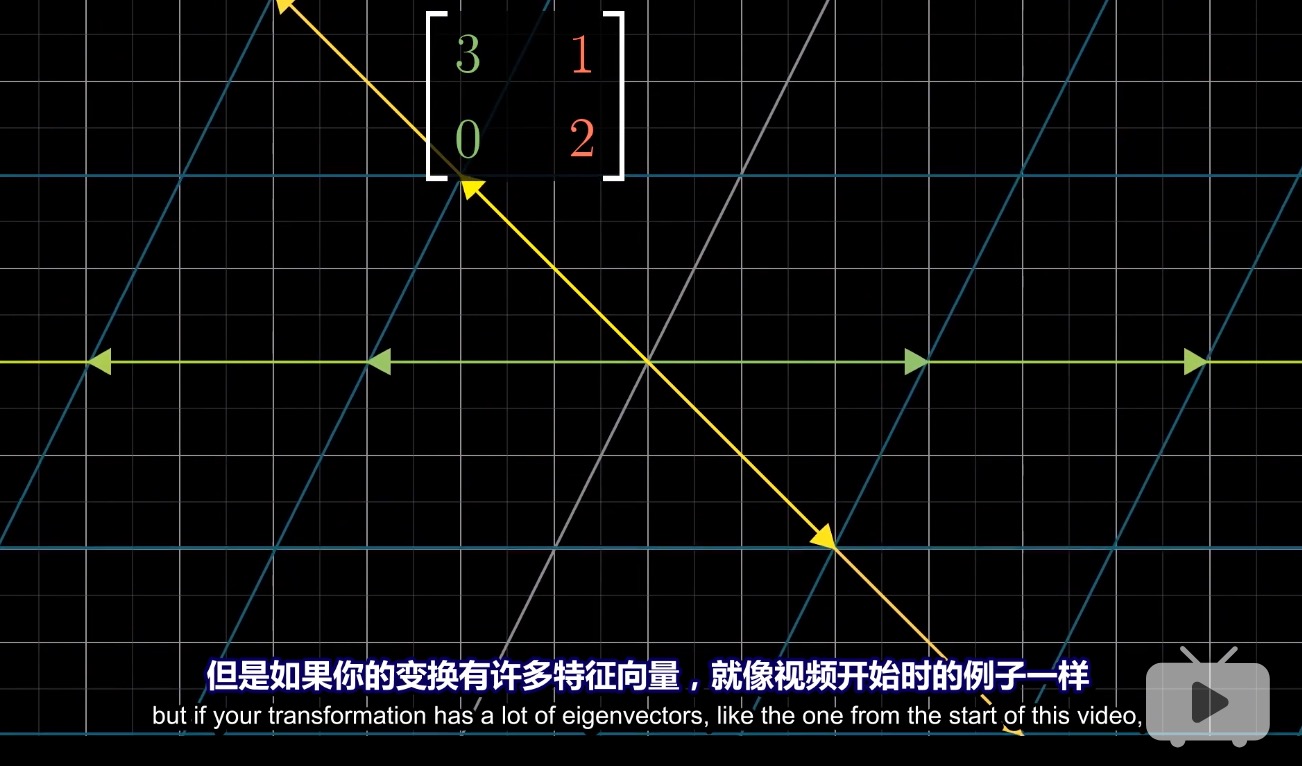 3 1
0 2
但是如果你的变换有许多特征向量，就像视频开始时的例子一样
but if your transformation has a lot of eigenvectors, like the one from the start of this video,